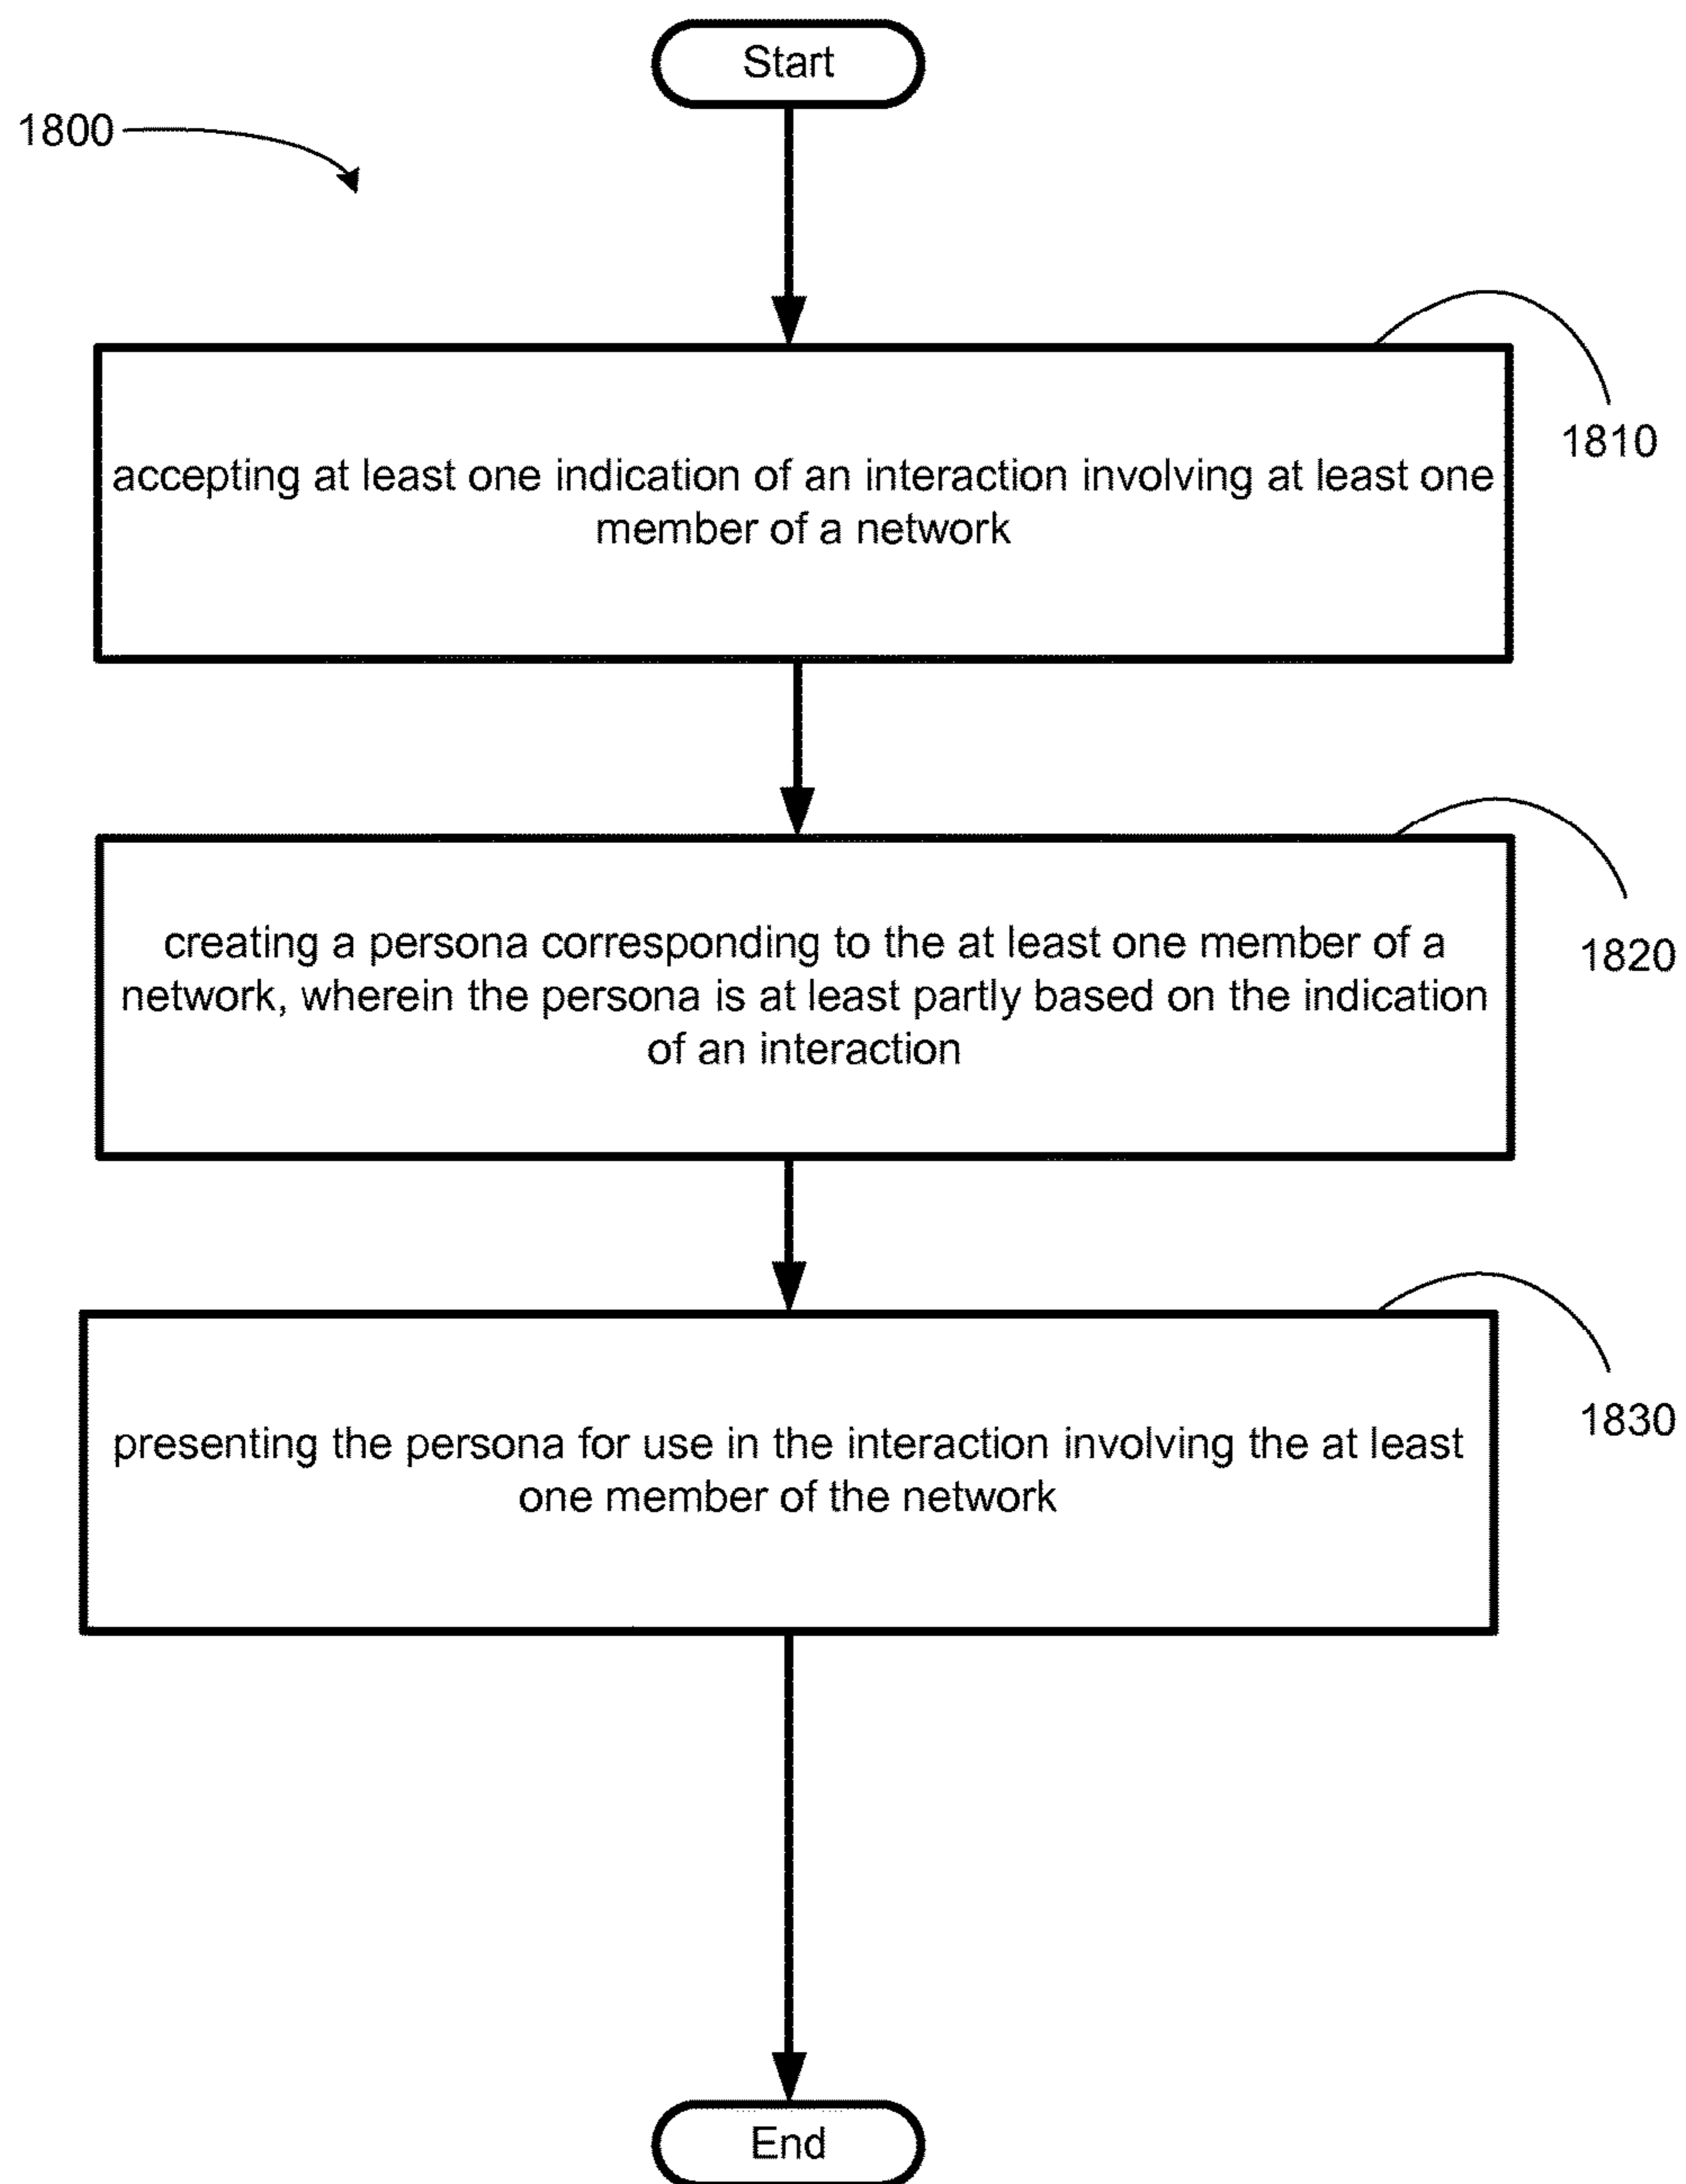 Start
1800
accepting at least one indication of an interaction involving at least one
member of a network
1810
creating a persona corresponding to the at least one member of a
network, wherein the persona is at least partly based on the indication
of an interaction
1820
presenting the persona for use in the interaction involving the at least
one member of the network
1830
End